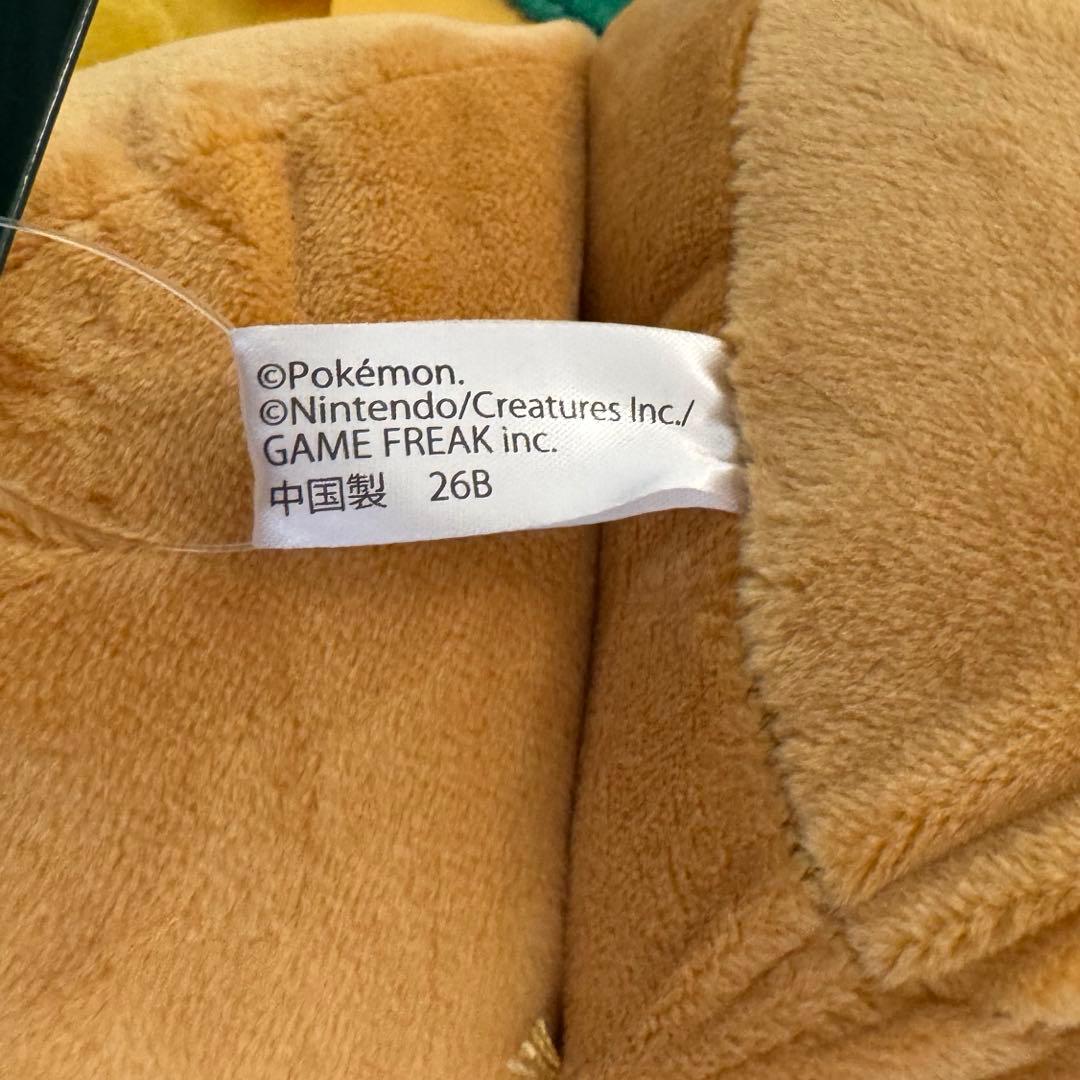 ©Pokémon.
©Nintendo/Creatures Inc./
GAME FREAK inc.
中国製 26B